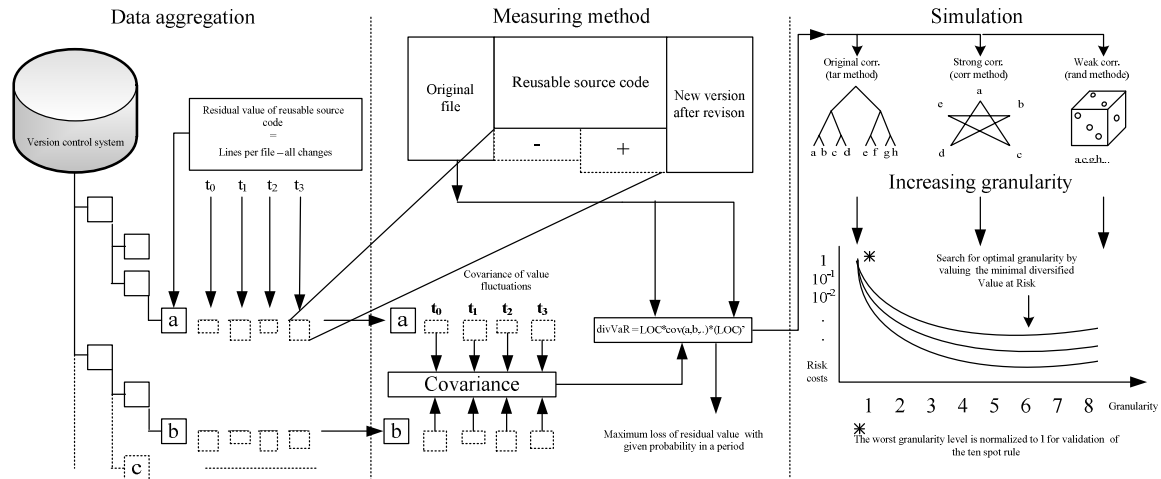 Data aggregation
Version control system
Residual value of reusable source
code
=
Lines per file – all changes
t0 t1 t2 t3
a
b
c
Measuring method
Original
file
Reusable source code
New version
after revison
- +
Covariance of value
fluctuations
t0 t1 t2 t3
a
Covariance
b
divVaR = LOC*cov(a,b,..)*(LOC)'
Maximum loss of residual value with
given probability in a period
Simulation
Original corr.
(tar method)
a b c d e f g h
Strong corr.
(corr method)
a
e b
d c
Weak corr.
(rand methode)
a,c,g,h...
Increasing granularity
Search for optimal granularity by
valuing the minimal diversified
Value at Risk
1
10-1
10-2
.
.
Risk
costs
1 2 3 4 5 6 7 8 Granularity
The worst granularity level is normalized to 1 for validation of
the ten spot rule